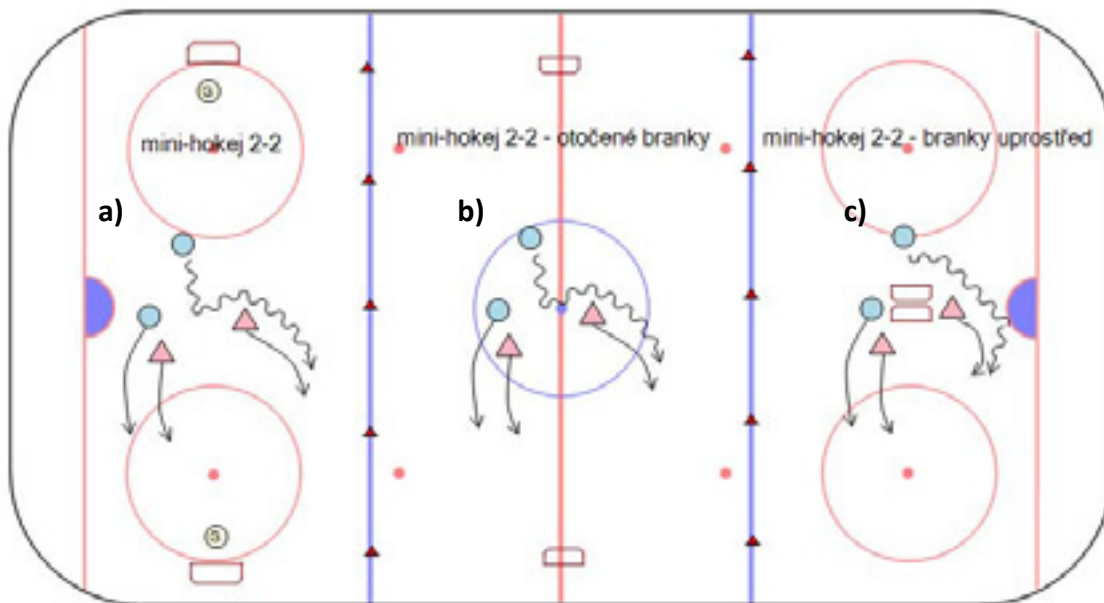 mini-hokej 2-2
mini-hokej 2-2 - otočené branky
mini-hokej 2-2 - branky uprostřed
a)
b)
c)